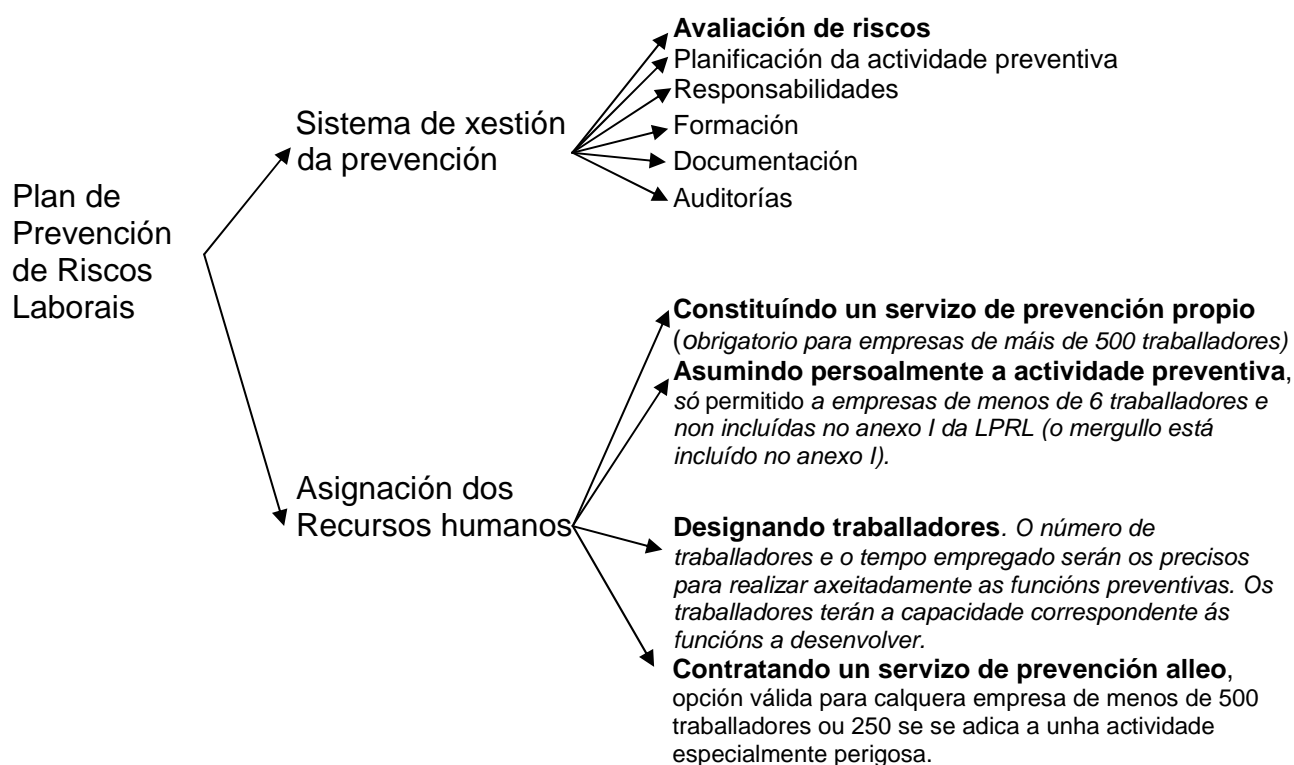 Plan de
Prevención
de Riscos
Laborais
Sistema de xestión
da prevención
Avaliación de riscos
Planificación da actividade preventiva
Responsabilidades
Formación
Documentación
Auditorías
Asignación dos
Recursos humanos
Constituíndo un servizo de prevención propio
(obrigatorio para empresas de máis de 500 traballadores)
Asumindo persoalmente a actividade preventiva,
só permitido a empresas de menos de 6 traballadores e
non incluídas no anexo I da LPRL (o mergullo está
incluído no anexo I).
Designando traballadores. O número de
traballadores e o tempo empregado serán os precisos
para realizar axeitadamente as funcións preventivas. Os
traballadores terán a capacidade correspondente ás
funcións a desenvolver.
Contratando un servizo de prevención alleo,
opción válida para calquera empresa de menos de 500
traballadores ou 250 se se adica a unha actividade
especialmente perigosa.